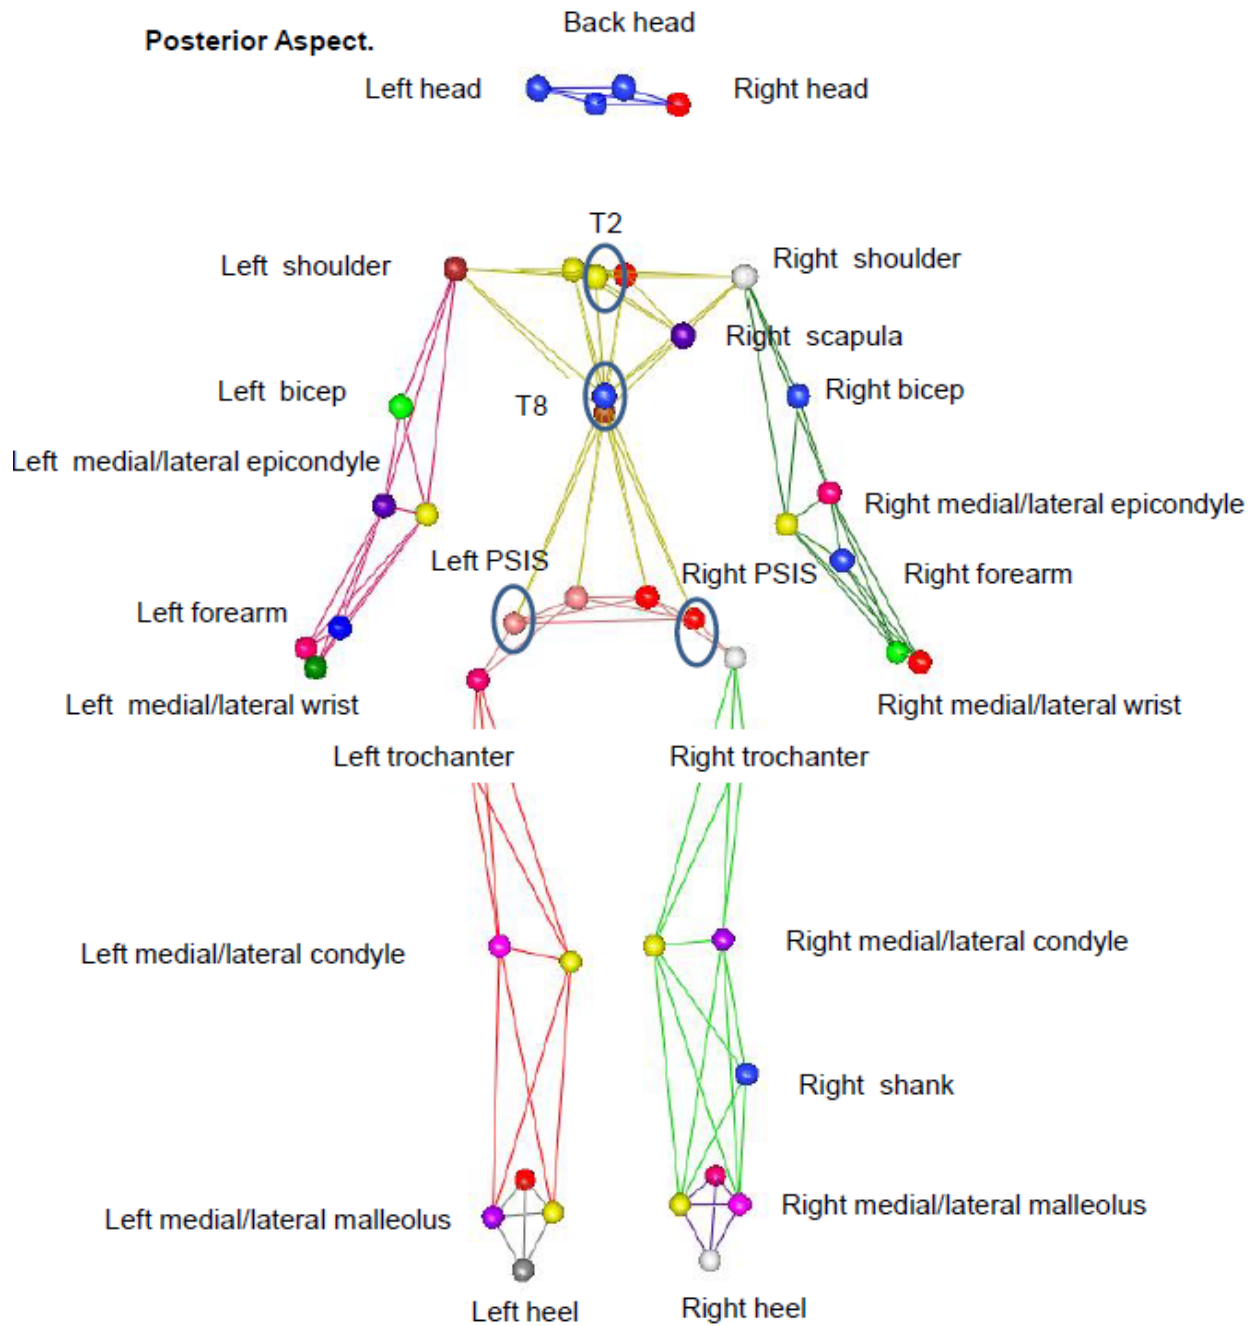 Back head
Posterior Aspect.
Left head
Right head
T2
Left shoulder
Right shoulder
Right scapula
Left bicep
T8
Right bicep
Left medial/lateral epicondyle
Right medial/lateral epicondyle
Left PSIS
Right PSIS
Right forearm
Left forearm
Left medial/lateral wrist
Right medial/lateral wrist
Left trochanter
Right trochanter
Left medial/lateral condyle
Right medial/lateral condyle
Right shank
Left medial/lateral malleolus
Right medial/lateral malleolus
Left heel
Right heel